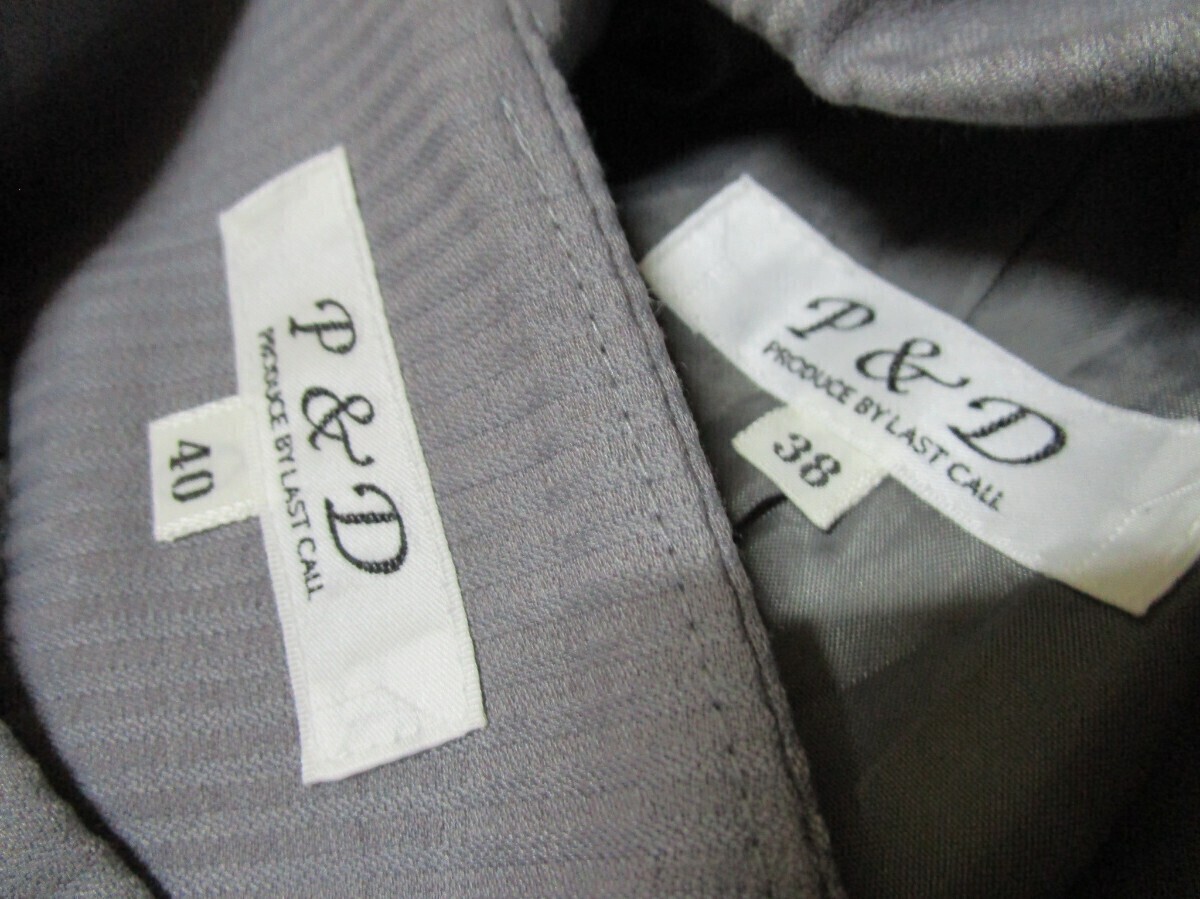 P & D
PRODUCE BY LAST CALL
40
P & D
PRODUCE BY LAST CALL
38